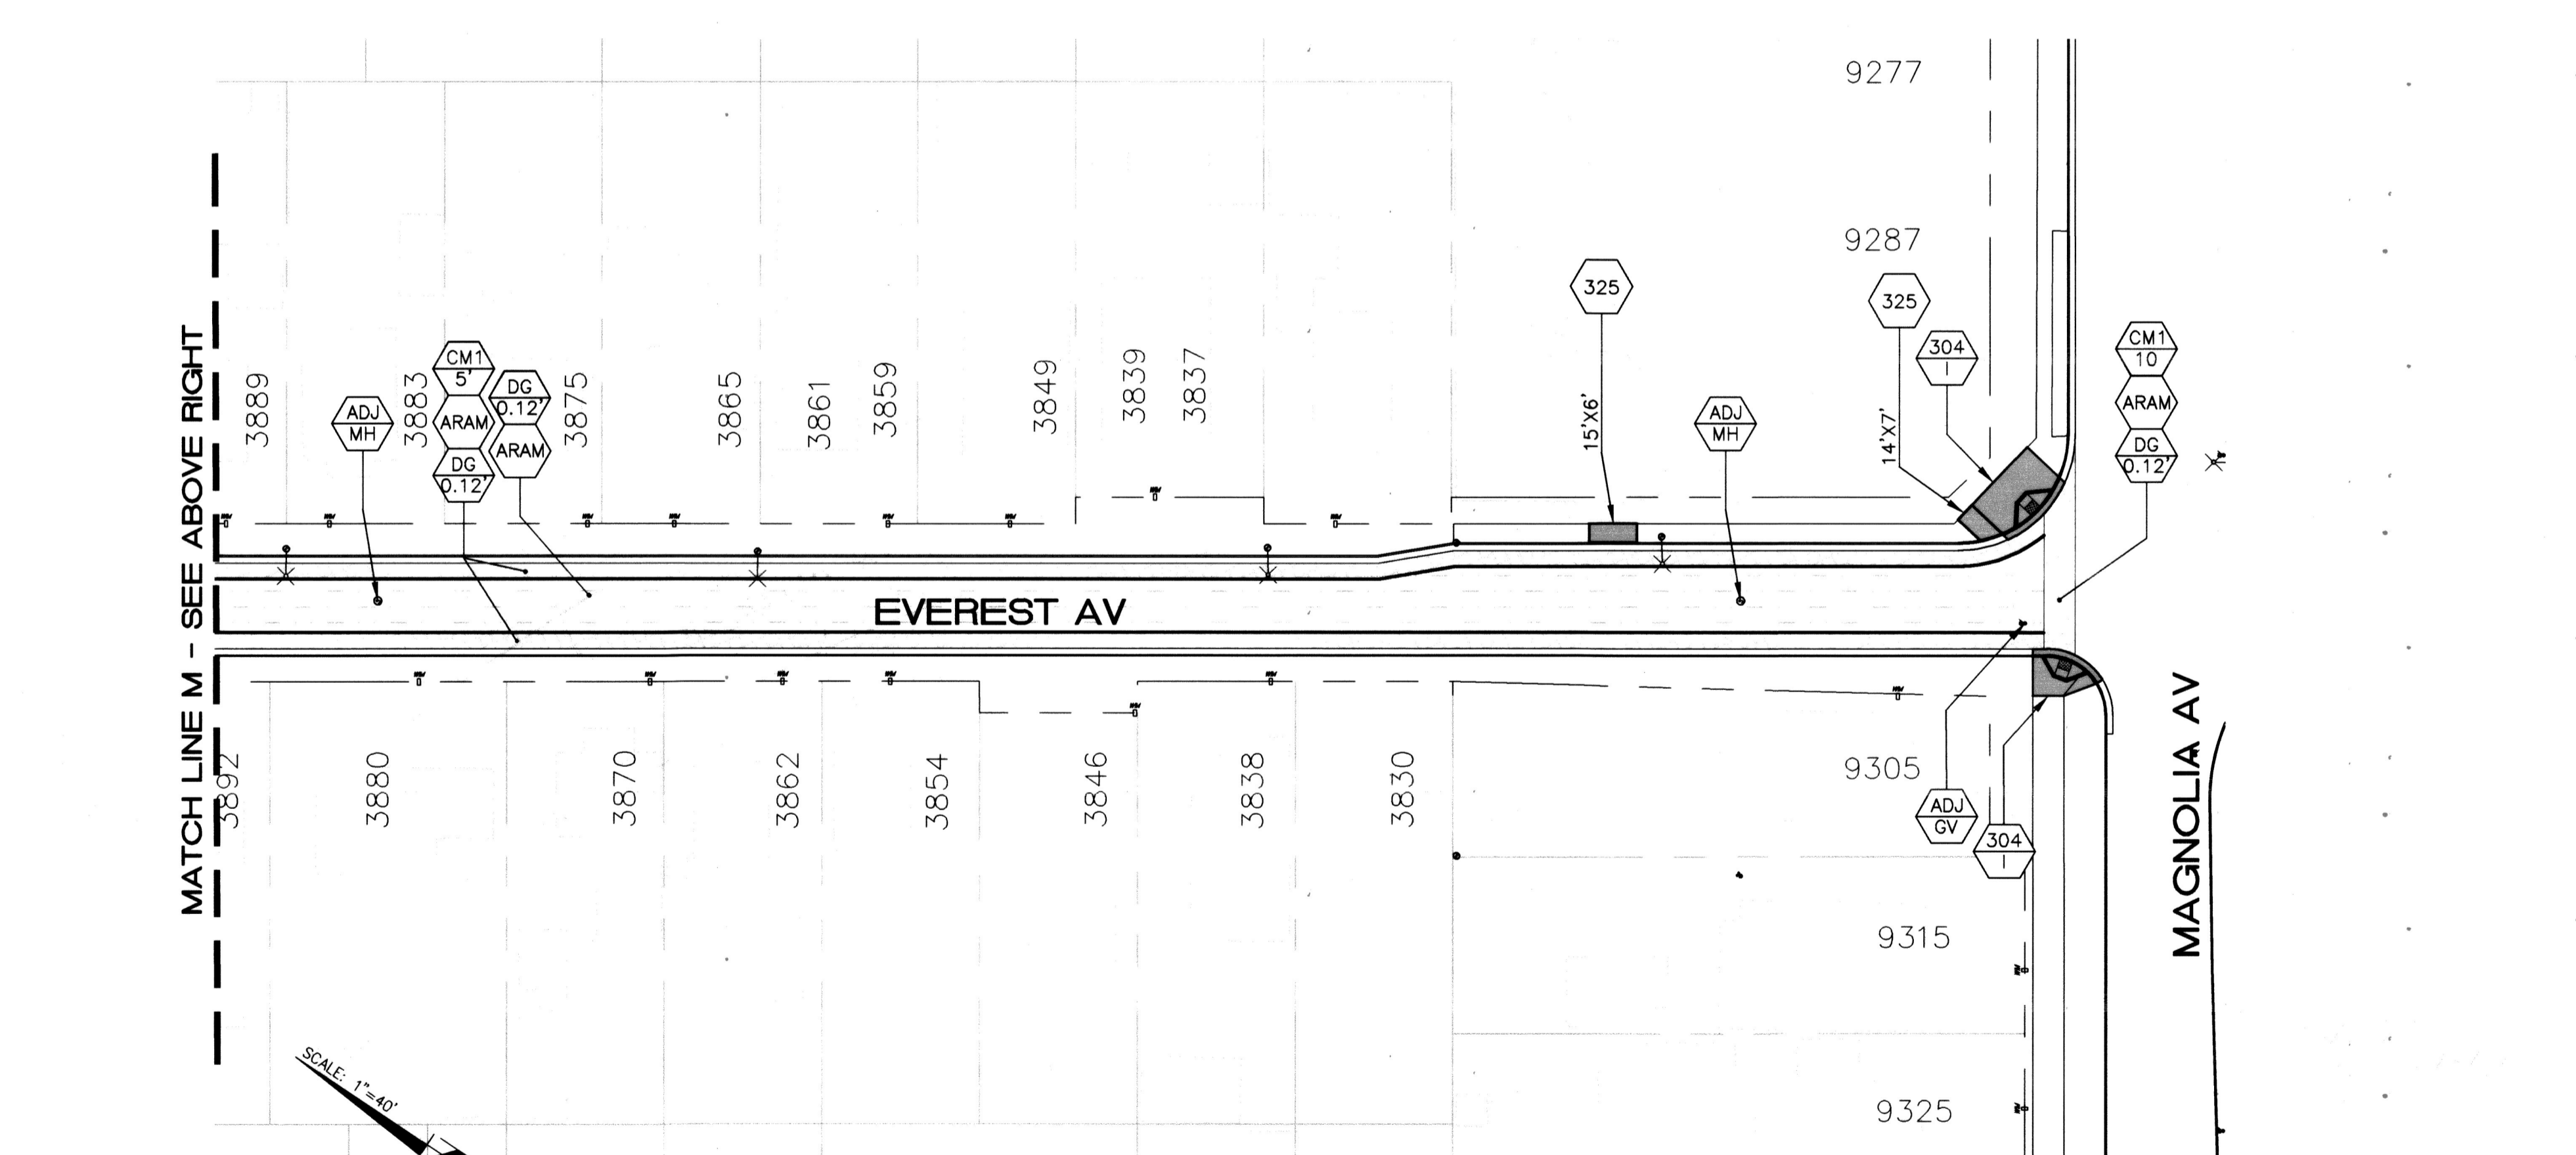 9277
9287
325
325
304
I
CM1
10
ARAM
DG
0.12'
CM1
5'
ARAM
DG
0.12'
DG
0.12'
ARAM
ADJ
MH
ADJ
MH
15'X6'
14'X7'
3889
3883
3875
3865
3861
3859
3849
3839
3837
MATCH LINE M - SEE ABOVE RIGHT
EVEREST AV
MAGNOLIA AV
3892
3880
3870
3862
3854
3846
3838
3830
9305
ADJ
GV
304
I
9315
9325
SCALE: 1"=40'